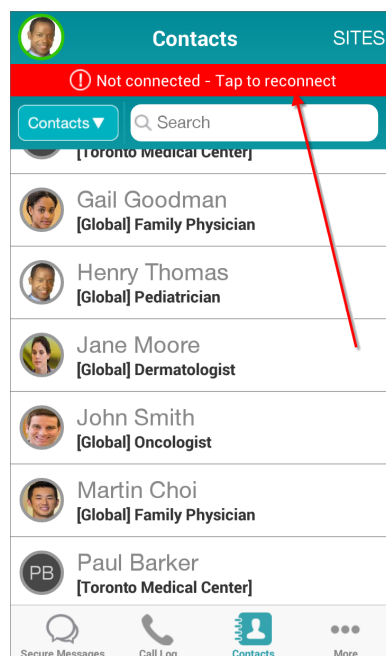 Contacts
SITES
Not connected - Tap to reconnect
Contacts▼
Search
[Toronto Medical Center]
Gail Goodman
[Global] Family Physician
Henry Thomas
[Global] Pediatrician
Jane Moore
[Global] Dermatologist
John Smith
[Global] Oncologist
Martin Choi
[Global] Family Physician
PB
Paul Barker
[Toronto Medical Center]
Secure Messages
Call Log
Contacts
More